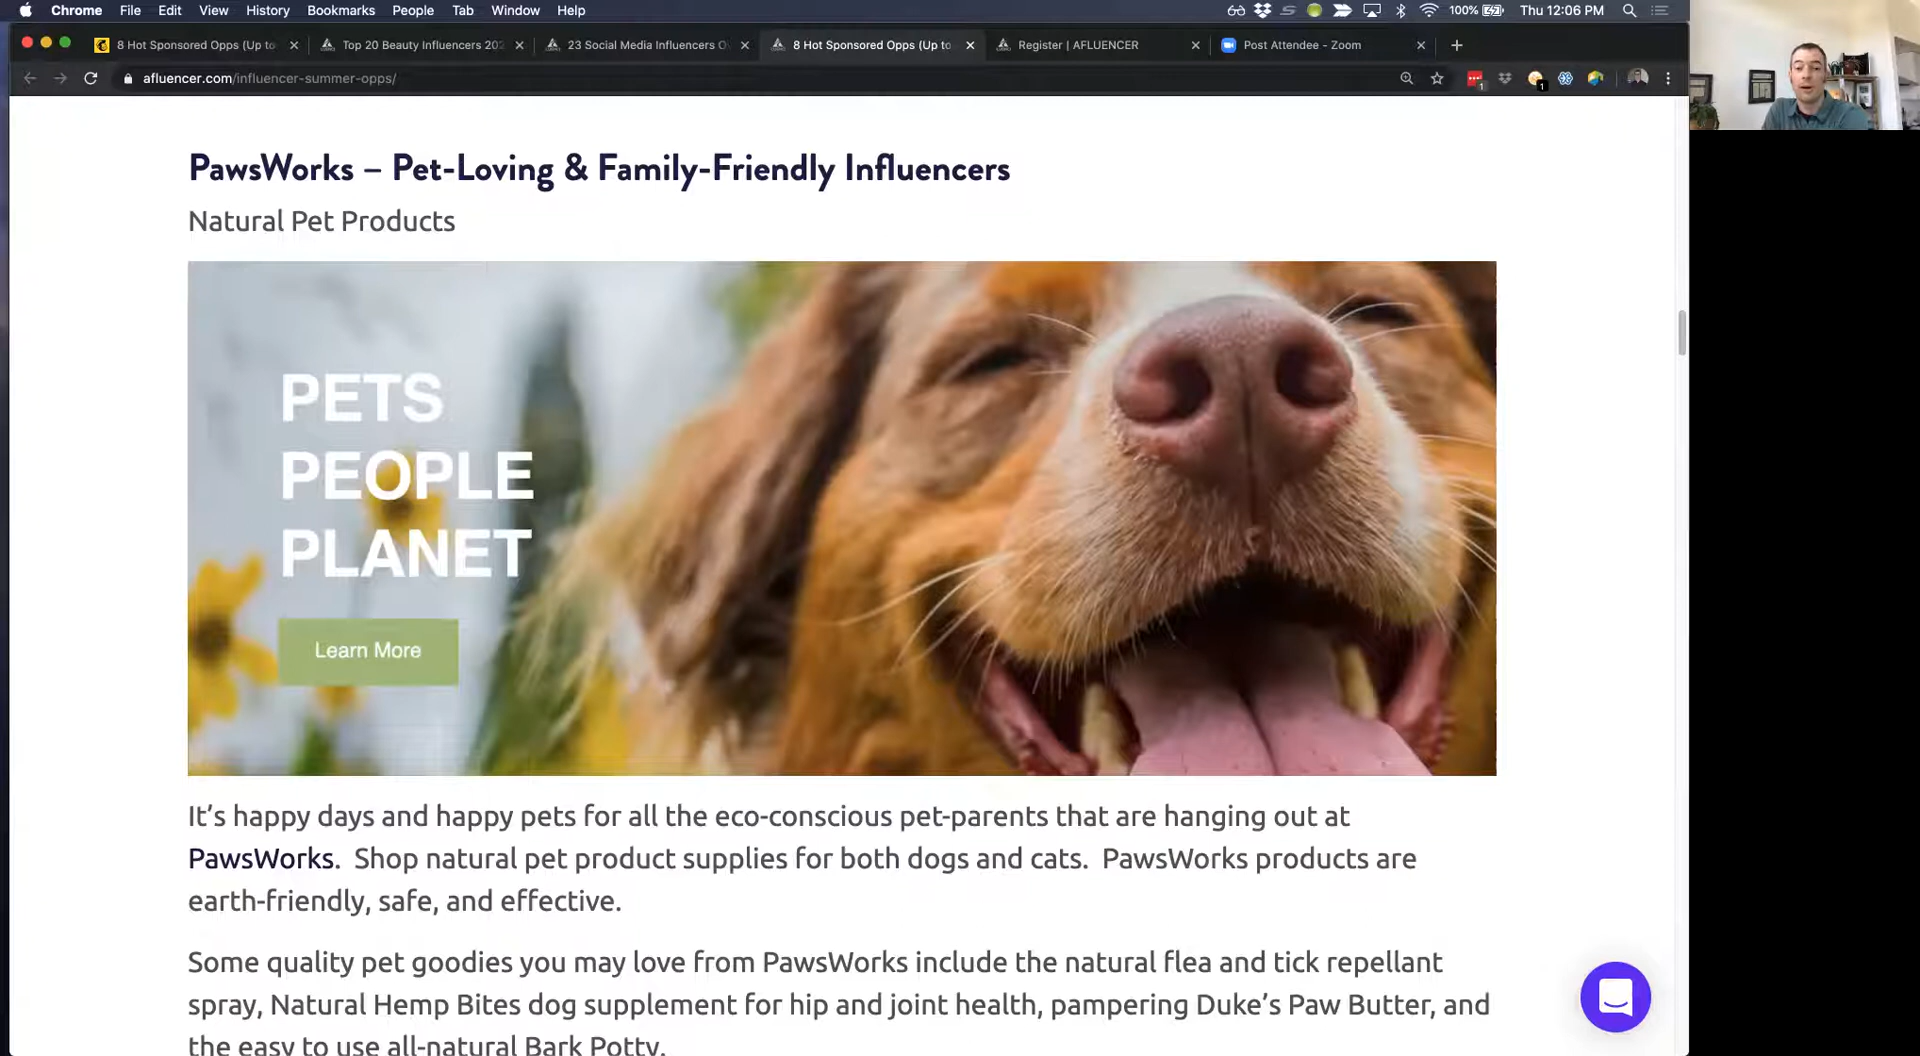 Chrome File Edit View History Bookmarks People Tab Window Help 100% Thu 12:06 PM
8 Hot Sponsored Opps (Up to Top 20 Beauty Influencers 202 23 Social Media Influencers O 8 Hot Sponsored Opps (Up to Register | AFLUENCER Post Attendee - Zoom
afluencer.com/influencer-summer-opps/
PawsWorks – Pet-Loving & Family-Friendly Influencers
Natural Pet Products
PETS
PEOPLE
PLANET
Learn More
It's happy days and happy pets for all the eco-conscious pet-parents that are hanging out at
PawsWorks. Shop natural pet product supplies for both dogs and cats. PawsWorks products are
earth-friendly, safe, and effective.
Some quality pet goodies you may love from PawsWorks include the natural flea and tick repellant
spray, Natural Hemp Bites dog supplement for hip and joint health, pampering Duke's Paw Butter, and
the easy to use all-natural Bark Potty.